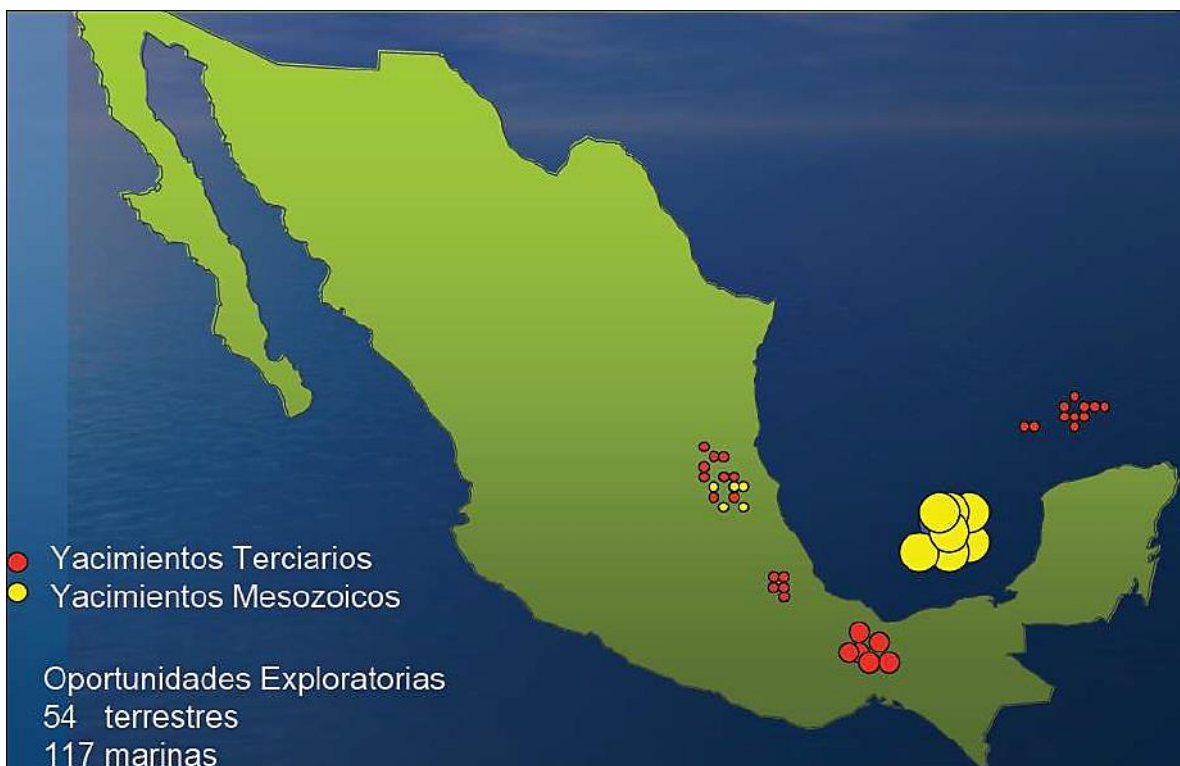 Yacimientos Terciarios
Yacimientos Mesozoicos
Oportunidades Exploratorias
54 terrestres
117 marinas